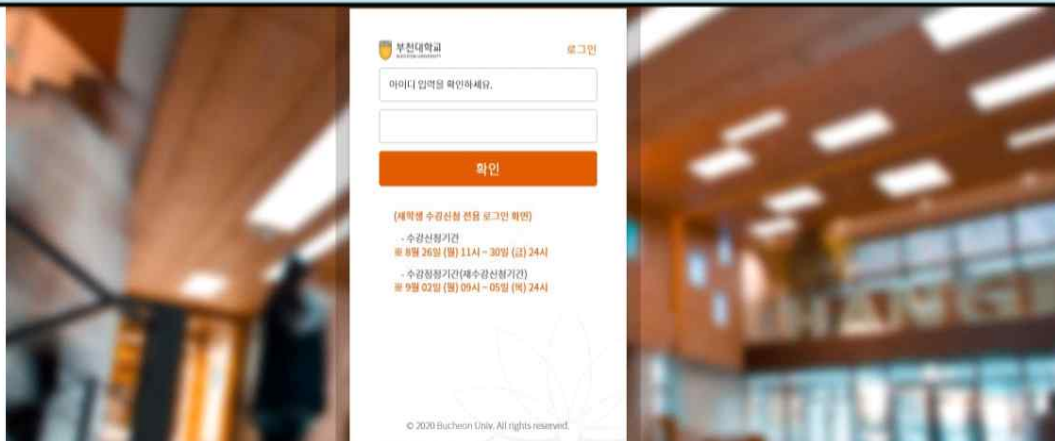 부천대학교
BUCHEON UNIVERSITY
로그인
아이디 입력을 확인하세요.
확인
(재학생 수강신청 전용 로그인 화면)
- 수강신청기간
※ 8월 26일 (월) 11시 ~ 30일 (금) 24시
- 수강정정기간(재수강신청기간)
※ 9월 02일 (월) 09시 ~ 05일 (목) 24시
HANG
© 2020 Bucheon Univ. All rights reserved.